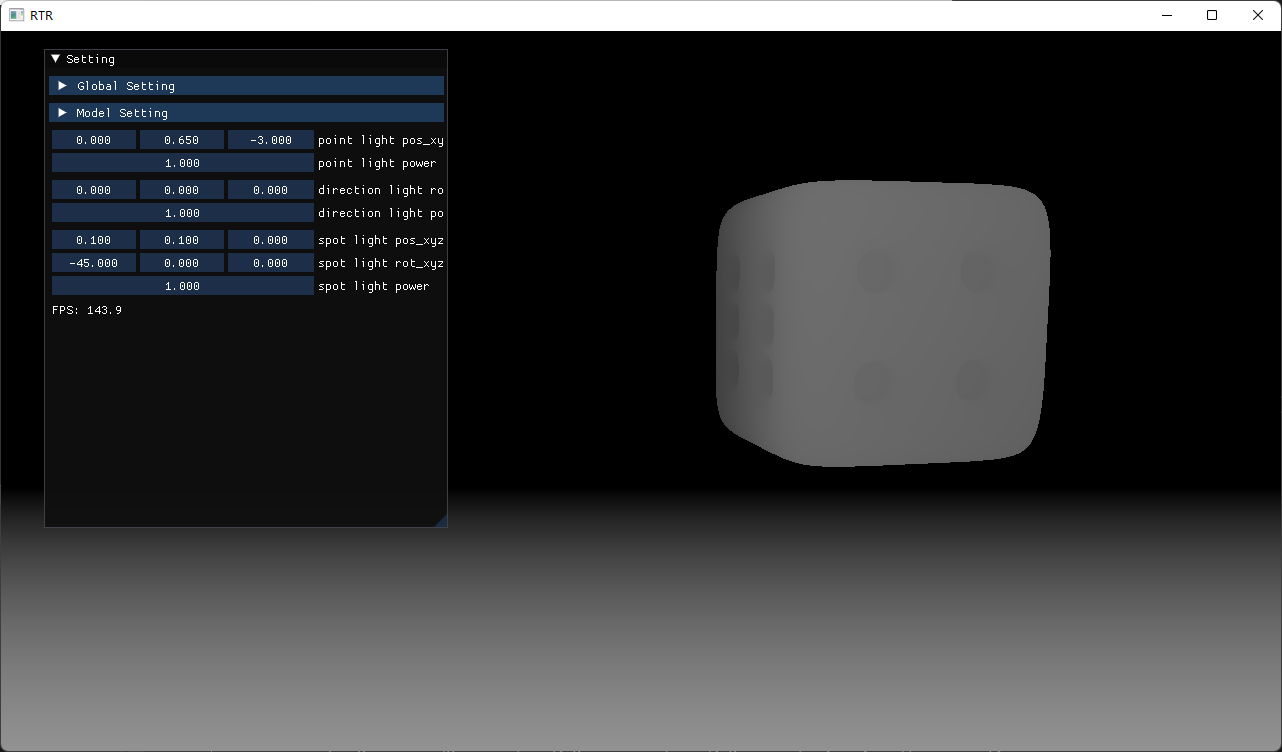 RTR
Setting
Global Setting
Model Setting
0.000 0.650 -3.000 point light pos_xy
1.000 point light power
0.000 0.000 0.000 direction light ro
1.000 direction light po
0.100 0.100 0.000 spot light pos_xyz
-45.000 0.000 0.000 spot light rot_xyz
1.000 spot light power
FPS: 143.9